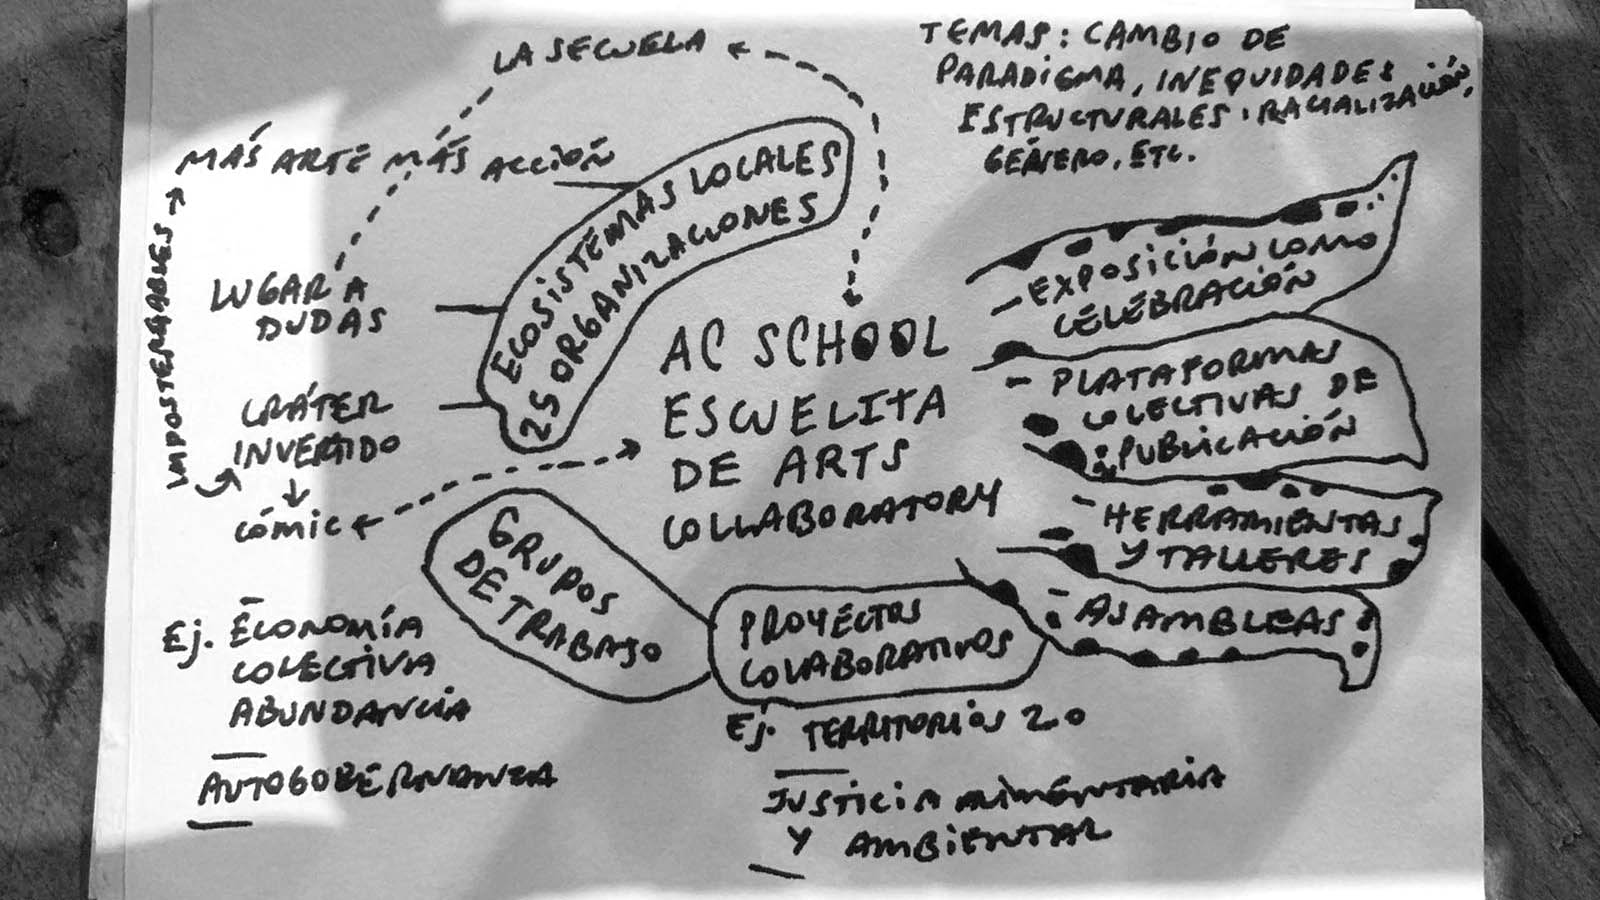 LA SECUELA
TEMAS: CAMBIO DE
PARADIGMA, INEQUIDADES
ESTRUCTURALES: RACIALIZACIÓN,
GÉNERO, ETC.
MÁS ARTE MÁS ACCIÓN
IMPOSTERGABLES
LUGAR A
DUDAS
CRÁTER
INVERTIDO
CÓMIC
ECOSISTEMAS LOCALES
25 ORGANIZACIONES
AC SCHOOL
ESCUELITA
DE ARTS
COLLABORATORY
- EXPOSICIÓN COMO
CELEBRACIÓN
- PLATAFORMAS
COLECTIVAS DE
PUBLICACIÓN
- HERRAMIENTAS
Y TALLERES
- ASAMBLEAS
GRUPOS
DE TRABAJO
Ej. ECONOMÍA
COLECTIVA
ABUNDANCIA
AUTOGOBERNANZA
PROYECTOS
COLABORATIVOS
Ej. TERRITORIOS 2.0
JUSTICIA ALIMENTARIA
Y AMBIENTAL